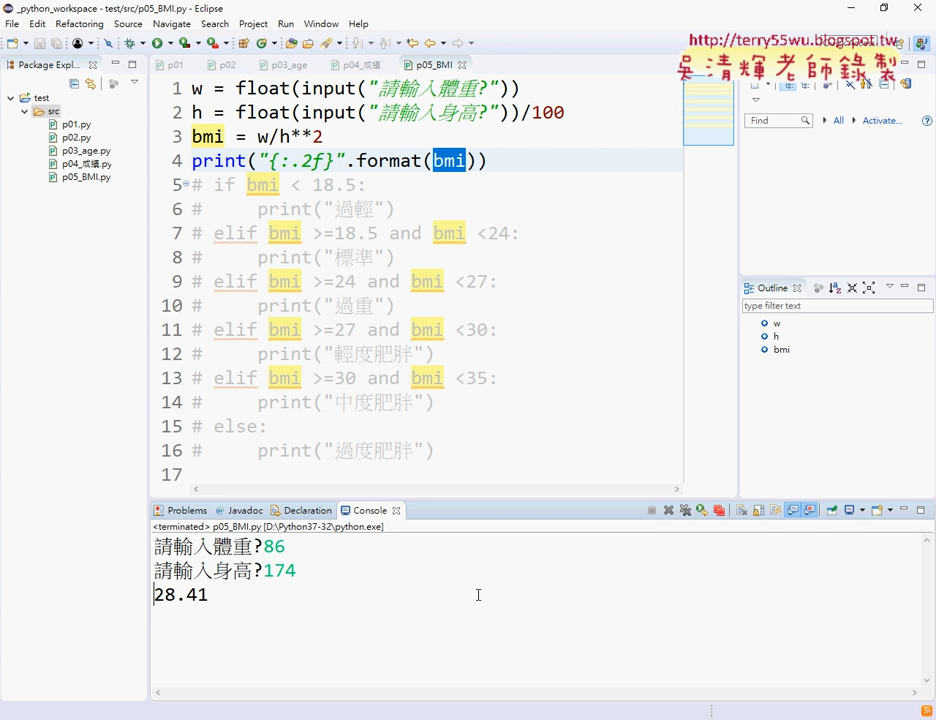 _python_workspace - test/src/p05_BMI.py - Eclipse
File Edit Refactoring Source Navigate Search Project Run Window Help
http://terry55wu.blogspot.tw
吳清輝老師錄製
Package Expl...
p01 p02 p03_age p04_成績 p05_BMI
test
src
p01.py
p02.py
p03_age.py
p04_成績.py
p05_BMI.py
1 w = float(input("請輸入體重?"))
2 h = float(input("請輸入身高?"))/100
3 bmi = w/h**2
4 print("{:.2f}".format(bmi))
5 # if bmi < 18.5:
6 #     print("過輕")
7 # elif bmi >=18.5 and bmi <24:
8 #     print("標準")
9 # elif bmi >=24 and bmi <27:
10 #     print("過重")
11 # elif bmi >=27 and bmi <30:
12 #     print("輕度肥胖")
13 # elif bmi >=30 and bmi <35:
14 #     print("中度肥胖")
15 # else:
16 #     print("過度肥胖")
17
Find All Activate...
Outline
type filter text
w
h
bmi
Problems Javadoc Declaration Console
<terminated> p05_BMI.py [D:\Python37-32\python.exe]
請輸入體重?86
請輸入身高?174
28.41